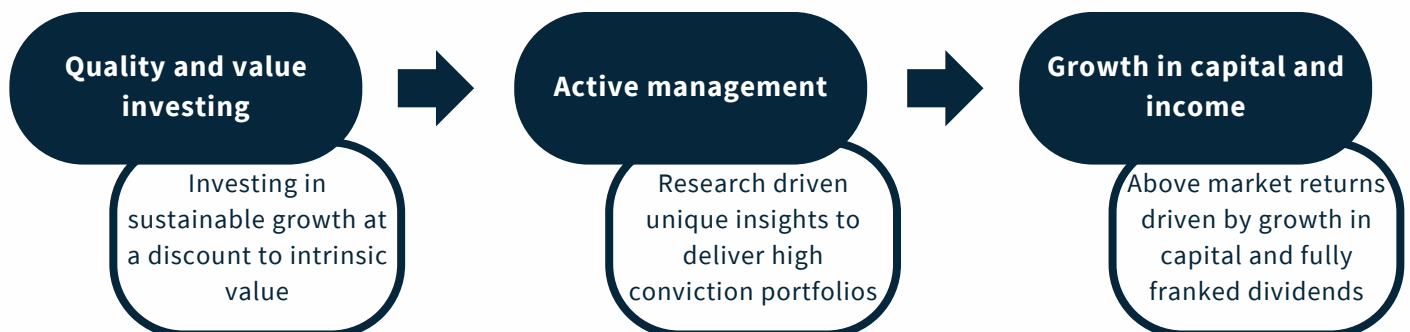 Quality and value
investing
Investing in
sustainable growth at
a discount to intrinsic
value
Active management
Research driven
unique insights to
deliver high
conviction portfolios
Growth in capital and
income
Above market returns
driven by growth in
capital and fully
franked dividends